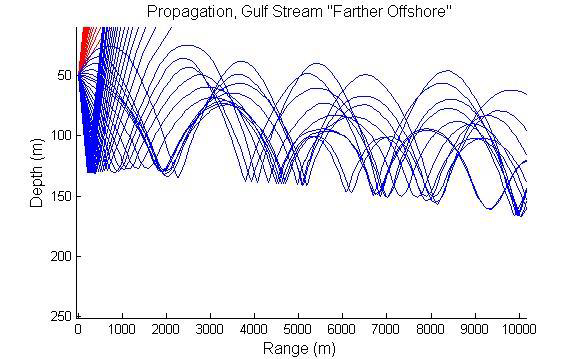 Propagation, Gulf Stream "Farther Offshore"
50
100
150
200
250
Depth (m)
0 1000 2000 3000 4000 5000 6000 7000 8000 9000 10000
Range (m)